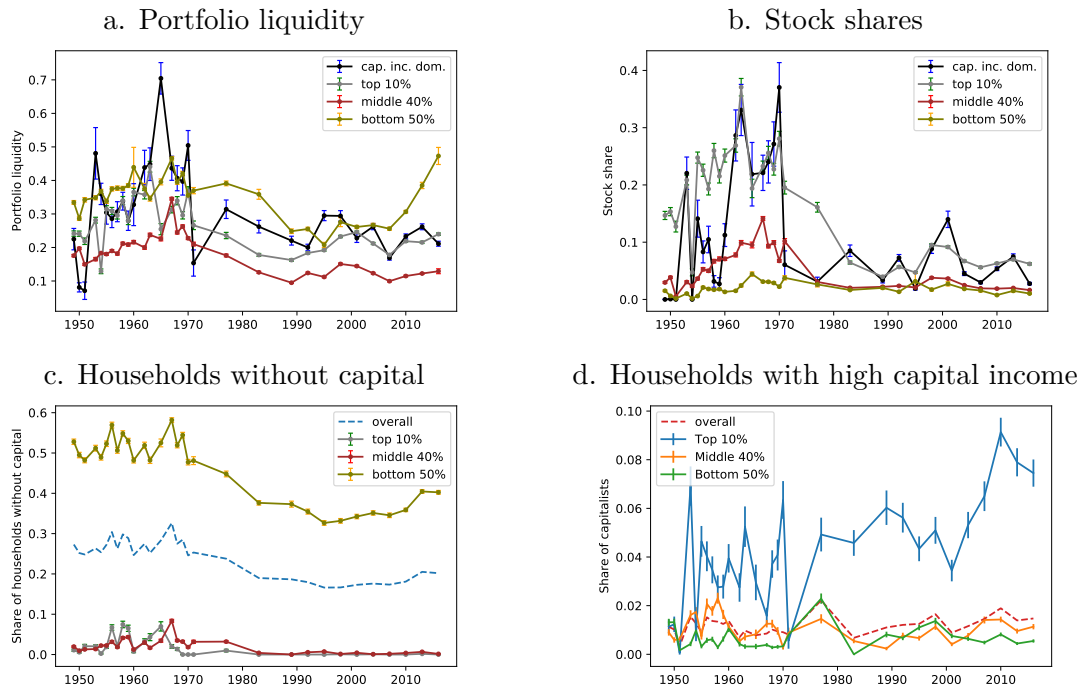 a. Portfolio liquidity
Portfolio liquidity
0.7
0.6
0.5
0.4
0.3
0.2
0.1
cap. inc. dom.
top 10%
middle 40%
bottom 50%
1950 1960 1970 1980 1990 2000 2010
b. Stock shares
Stock share
0.4
0.3
0.2
0.1
0.0
cap. inc. dom.
top 10%
middle 40%
bottom 50%
1950 1960 1970 1980 1990 2000 2010
c. Households without capital
Share of households without capital
0.6
0.5
0.4
0.3
0.2
0.1
0.0
overall
top 10%
middle 40%
bottom 50%
1950 1960 1970 1980 1990 2000 2010
d. Households with high capital income
Share of capitalists
0.10
0.08
0.06
0.04
0.02
0.00
overall
Top 10%
Middle 40%
Bottom 50%
1950 1960 1970 1980 1990 2000 2010